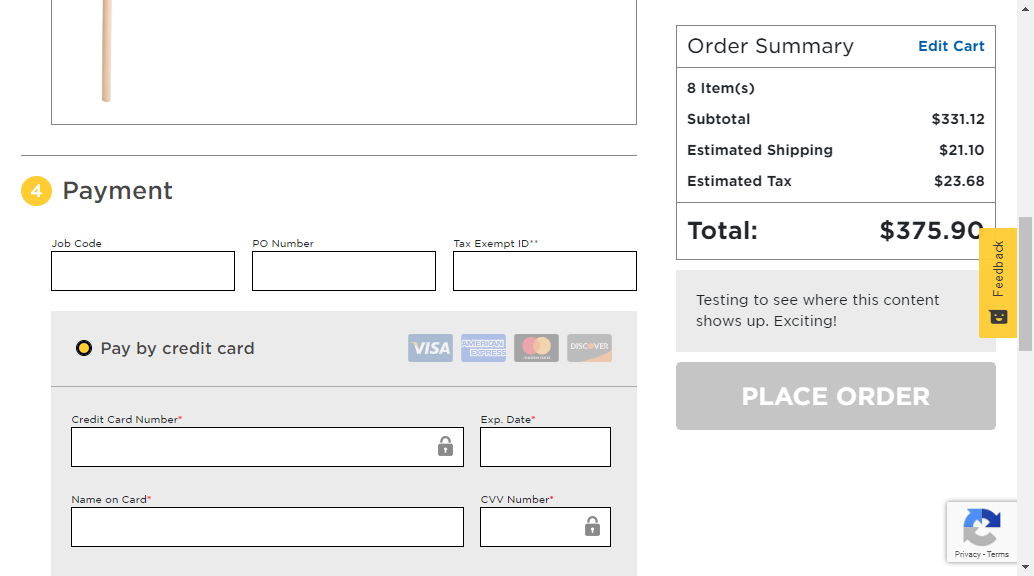 Order Summary Edit Cart
8 Item(s)
Subtotal $331.12
Estimated Shipping $21.10
Estimated Tax $23.68
Total: $375.90
Feedback
Testing to see where this content
shows up. Exciting!
PLACE ORDER
4 Payment
Job Code PO Number Tax Exempt ID**
Pay by credit card VISA AMERICAN EXPRESS mastercard DISCOVER
Credit Card Number* Exp. Date*
Name on Card* CVV Number*
Privacy - Terms